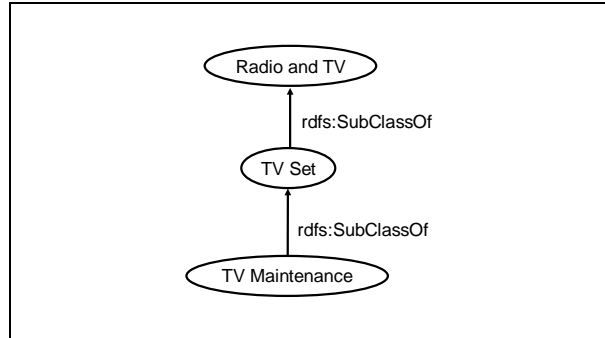 Radio and TV
rdfs:SubClassOf
TV Set
rdfs:SubClassOf
TV Maintenance